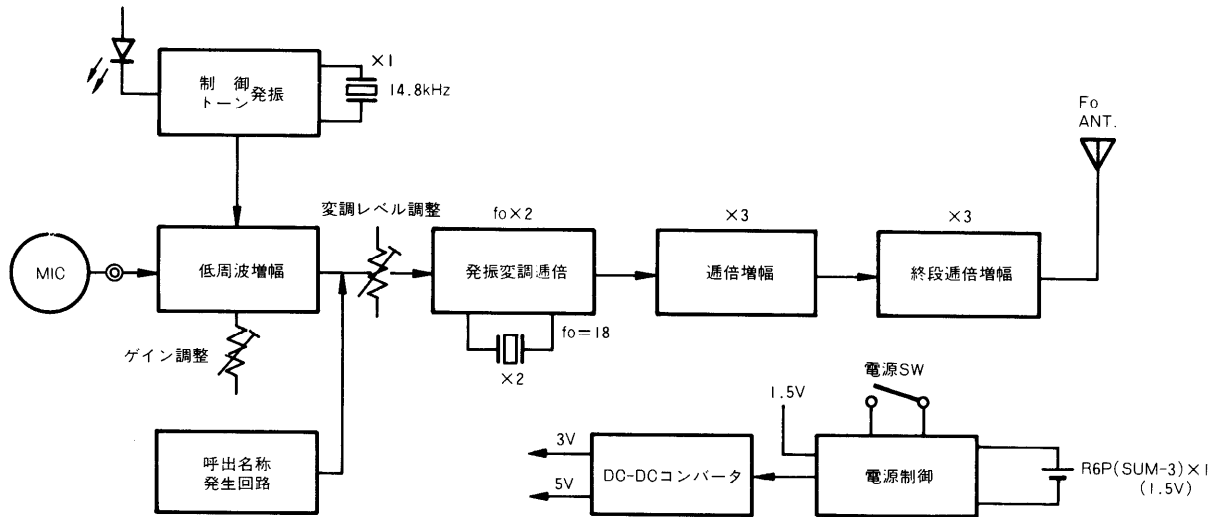 制 御
トーン発振
×1
14.8kHz
Fo
ANT.
変調レベル調整
fo×2
×3
×3
MIC
低周波増幅
発振変調逓倍
逓倍増幅
終段逓倍増幅
ゲイン調整
fo=18
×2
電源SW
1.5V
呼出名称
発生回路
3V
5V
DC-DCコンバータ
電源制御
R6P(SUM-3)×1
(1.5V)